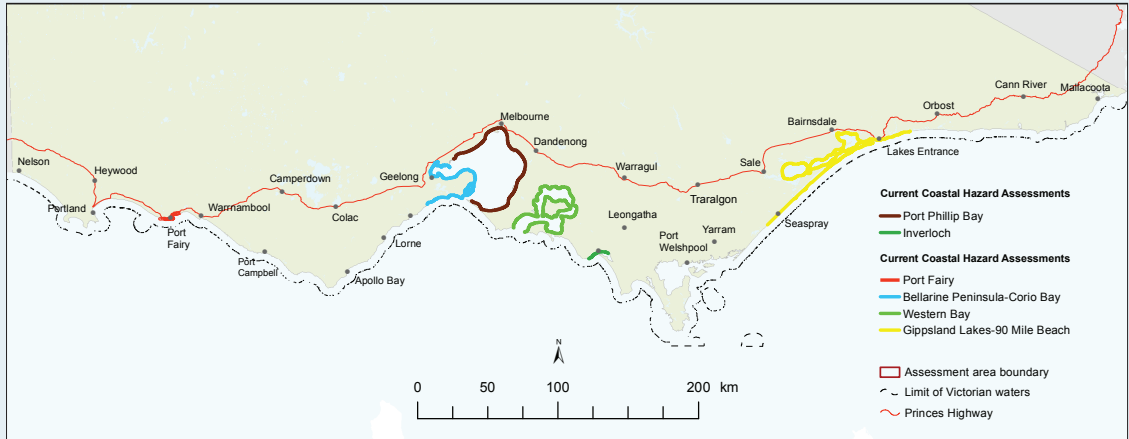 Cann River
Mallacoota
Orbost
Melbourne
Bairnsdale
Dandenong
Lakes Entrance
Nelson
Heywood
Camperdown
Geelong
Warragul
Sale
Traralgon
Portland
Warrnambool
Colac
Leongatha
Seaspray
Port
Fairy
Lorne
Port
Welshpool
Yarram
Port
Campbell
Apollo Bay
Current Coastal Hazard Assessments
Port Phillip Bay
Inverloch
Current Coastal Hazard Assessments
Port Fairy
Bellarine Peninsula-Corio Bay
Western Bay
Gippsland Lakes-90 Mile Beach
Assessment area boundary
Limit of Victorian waters
Princes Highway
N
0 50 100 200 km